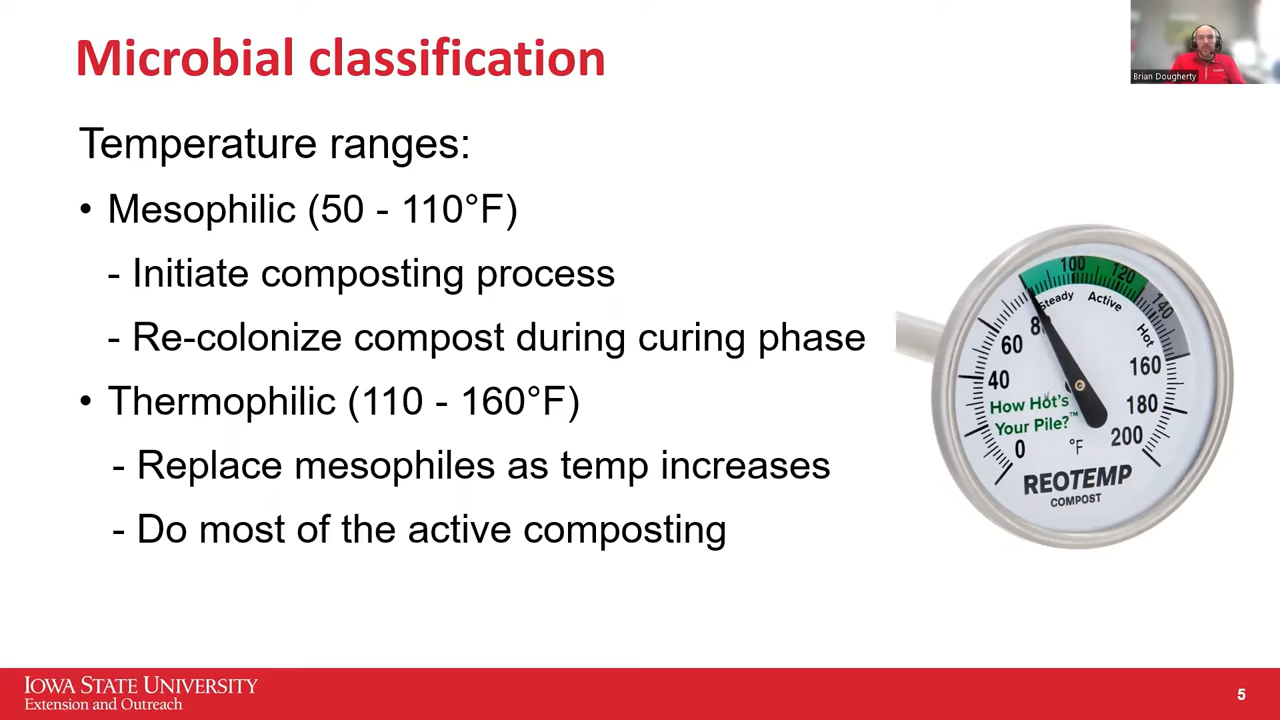 Microbial classification
Brian Dougherty
Temperature ranges:
• Mesophilic (50 - 110°F)
- Initiate composting process
- Re-colonize compost during curing phase
• Thermophilic (110 - 160°F)
- Replace mesophiles as temp increases
- Do most of the active composting
0
40
60
100
120
140
160
180
200
Steady
Active
Hot
How Hot's
Your Pile?™
°F
REOTEMP
COMPOST
IOWA STATE UNIVERSITY
Extension and Outreach
5